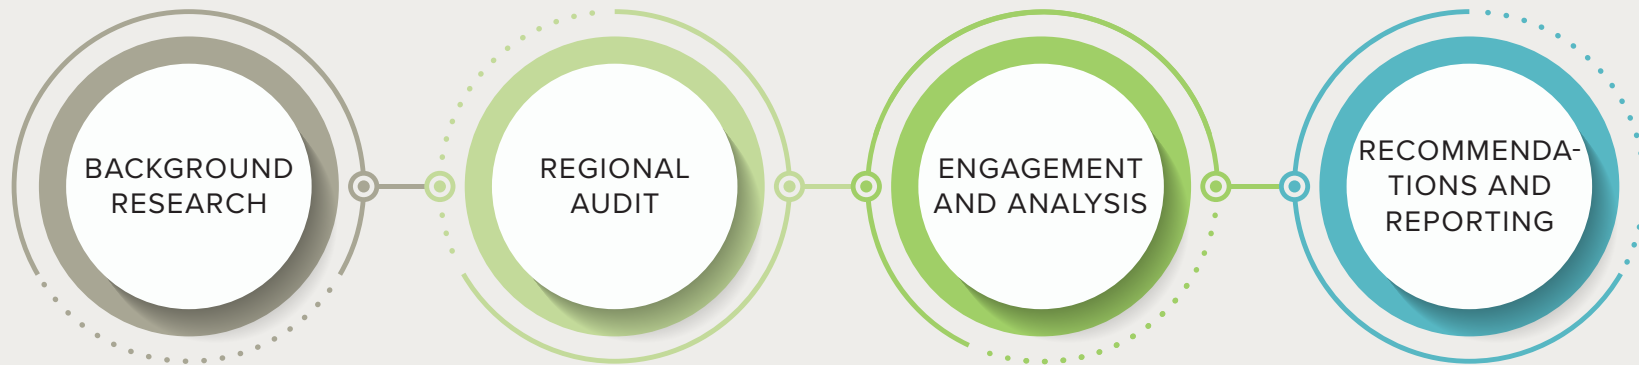 BACKGROUND
RESEARCH
REGIONAL
AUDIT
ENGAGEMENT
AND ANALYSIS
RECOMMENDA-
TIONS AND
REPORTING